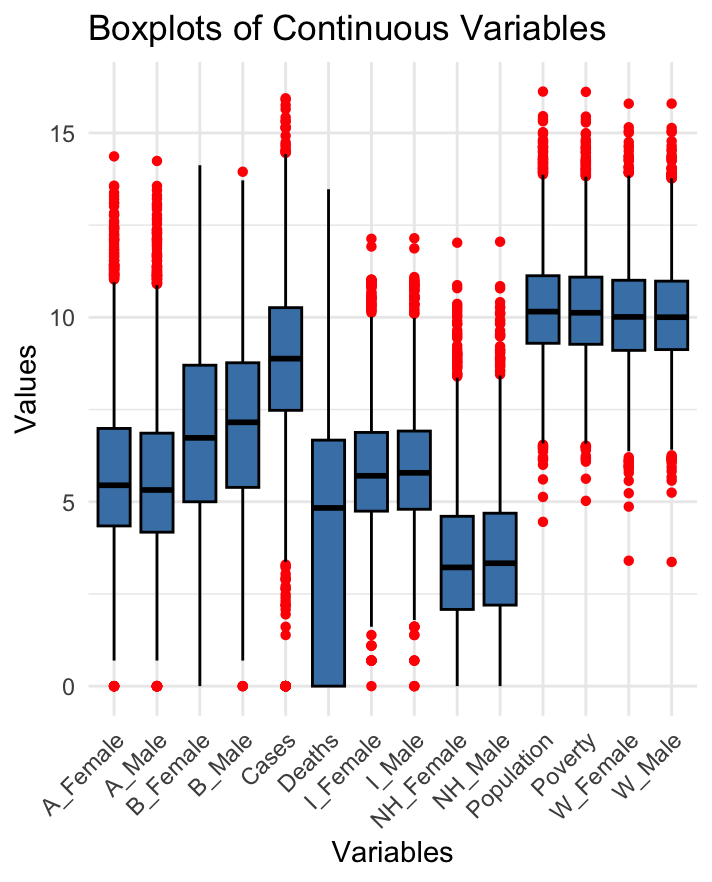 Boxplots of Continuous Variables
Values
15
10
5
0
A_Female
A_Male
B_Female
B_Male
Cases
Deaths
I_Female
I_Male
NH_Female
NH_Male
Population
Poverty
W_Female
W_Male
Variables